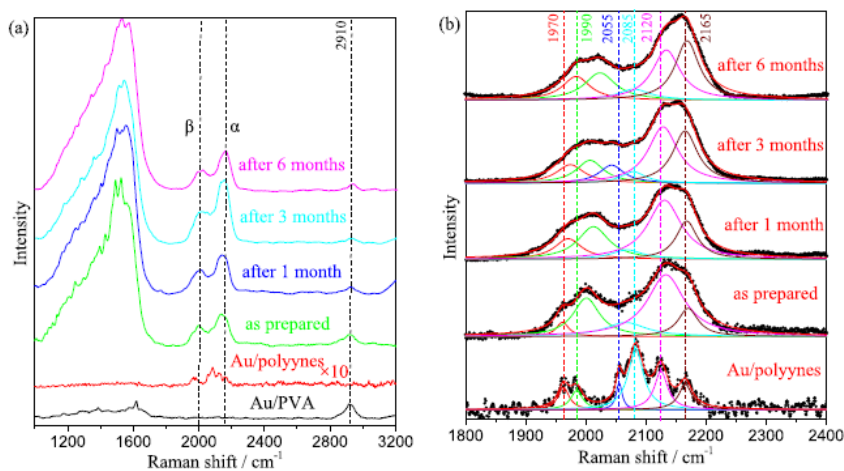 (a)
2910
β
α
after 6 months
after 3 months
after 1 month
as prepared
Au/polyynes
×10
Au/PVA
Intensity
1200 1600 2000 2400 2800 3200
Raman shift / cm-1
(b)
1970
1990
2055
2085
2120
2165
after 6 months
after 3 months
after 1 month
as prepared
Au/polyynes
Intensity
1800 1900 2000 2100 2200 2300 2400
Raman shift / cm-1